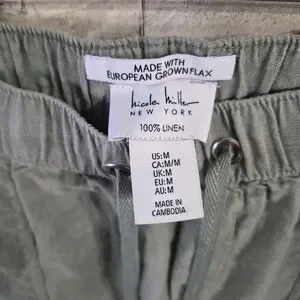 MADE WITH
EUROPEAN GROWN FLAX
nicole miller
NEW YORK
100% LINEN
US:M
CA:M/M
UK:M
EU:M
AU:M
MADE IN
CAMBODIA